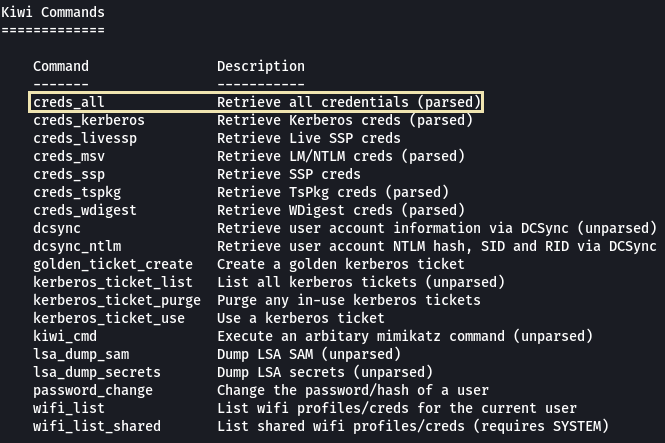 Kiwi Commands
=============
Command Description
------- -----------
creds_all Retrieve all credentials (parsed)
creds_kerberos Retrieve Kerberos creds (parsed)
creds_livessp Retrieve Live SSP creds
creds_msv Retrieve LM/NTLM creds (parsed)
creds_ssp Retrieve SSP creds
creds_tspkg Retrieve TsPkg creds (parsed)
creds_wdigest Retrieve WDigest creds (parsed)
dcsync Retrieve user account information via DCSync (unparsed)
dcsync_ntlm Retrieve user account NTLM hash, SID and RID via DCSync
golden_ticket_create Create a golden kerberos ticket
kerberos_ticket_list List all kerberos tickets (unparsed)
kerberos_ticket_purge Purge any in-use kerberos tickets
kerberos_ticket_use Use a kerberos ticket
kiwi_cmd Execute an arbitary mimikatz command (unparsed)
lsa_dump_sam Dump LSA SAM (unparsed)
lsa_dump_secrets Dump LSA secrets (unparsed)
password_change Change the password/hash of a user
wifi_list List wifi profiles/creds for the current user
wifi_list_shared List shared wifi profiles/creds (requires SYSTEM)